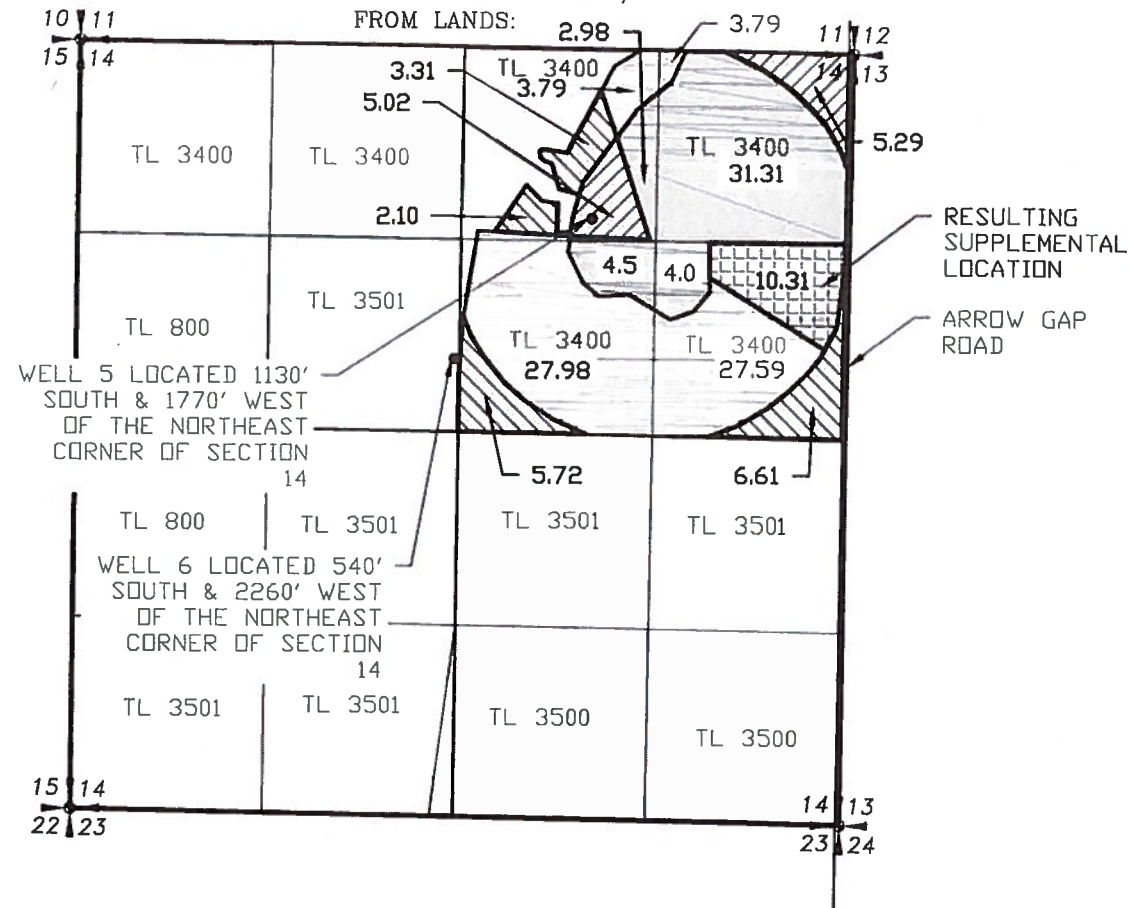 FROM LANDS:
10 11
15 14
2.98
3.79
11 12
14 13
3.31
TL 3400
3.79
5.02
5.29
TL 3400
TL 3400
TL 3400
31.31
2.10
RESULTING
SUPPLEMENTAL
LOCATION
4.5
4.0
10.31
TL 3501
TL 800
TL 3400
27.98
TL 3400
27.59
ARROW GAP
ROAD
WELL 5 LOCATED 1130'
SOUTH & 1770' WEST
OF THE NORTHEAST
CORNER OF SECTION
14
5.72
6.61
TL 800
TL 3501
TL 3501
TL 3501
WELL 6 LOCATED 540'
SOUTH & 2260' WEST
OF THE NORTHEAST
CORNER OF SECTION
14
TL 3501
TL 3501
TL 3500
TL 3500
15 14
22 23
14 13
23 24